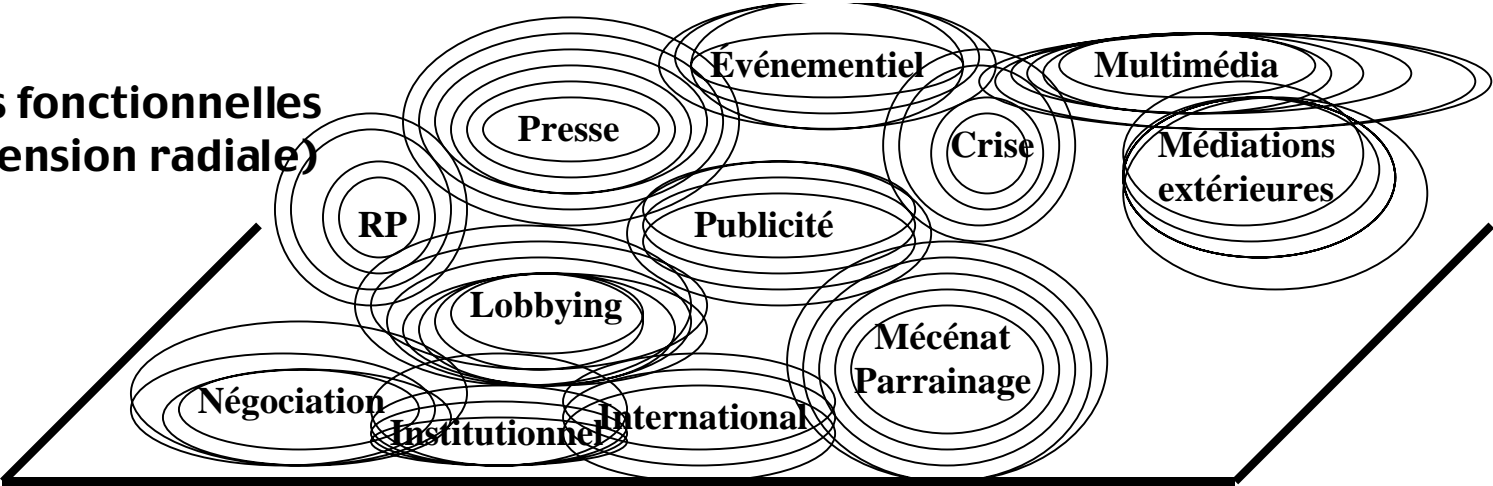 s fonctionnelles
ension radiale)
Événementiel
Multimédia
Presse
Crise
Médiations
extérieures
RP
Publicité
Lobbying
Mécénat
Parrainage
Négociation
International
Institutionnel